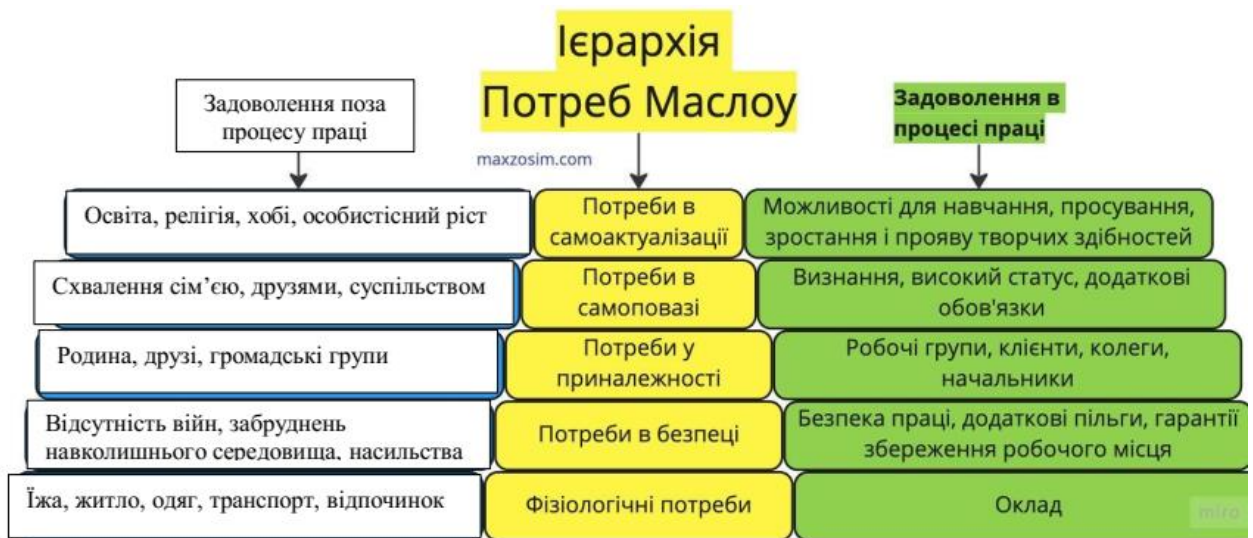 Ієрархія
Потреб Маслоу
Задоволення поза
процесу праці
Задоволення в
процесі праці
maxzosim.com
Освіта, релігія, хобі, особистісний ріст
Потреби в
самоактуалізації
Можливості для навчання, просування,
зростання і прояву творчих здібностей
Схвалення сім’єю, друзями, суспільством
Потреби в
самоповазі
Визнання, високий статус, додаткові
обов'язки
Родина, друзі, громадські групи
Потреби у
приналежності
Робочі групи, клієнти, колеги,
начальники
Відсутність війн, забруднень
навколишнього середовища, насильства
Потреби в безпеці
Безпека праці, додаткові пільги, гарантії
збереження робочого місця
Їжа, житло, одяг, транспорт, відпочинок
Фізіологічні потреби
Оклад
miro